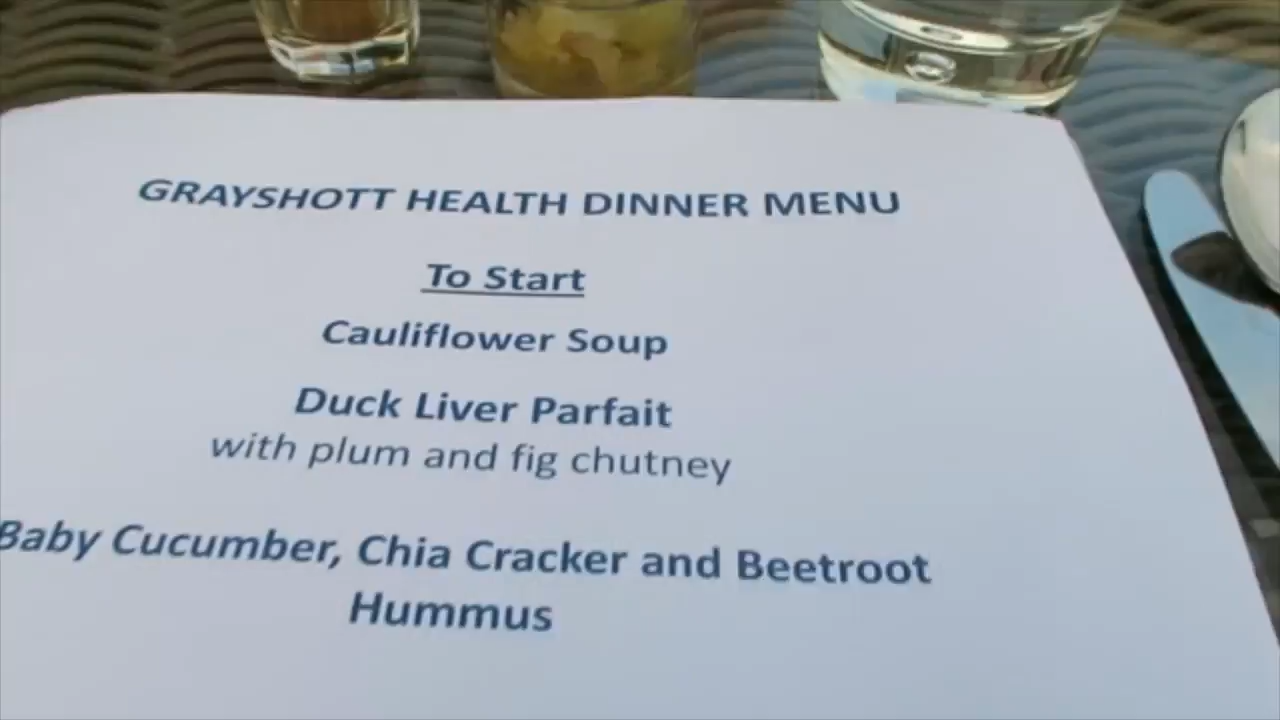 GRAYSHOTT HEALTH DINNER MENU
To Start
Cauliflower Soup
Duck Liver Parfait
with plum and fig chutney
Baby Cucumber, Chia Cracker and Beetroot
Hummus